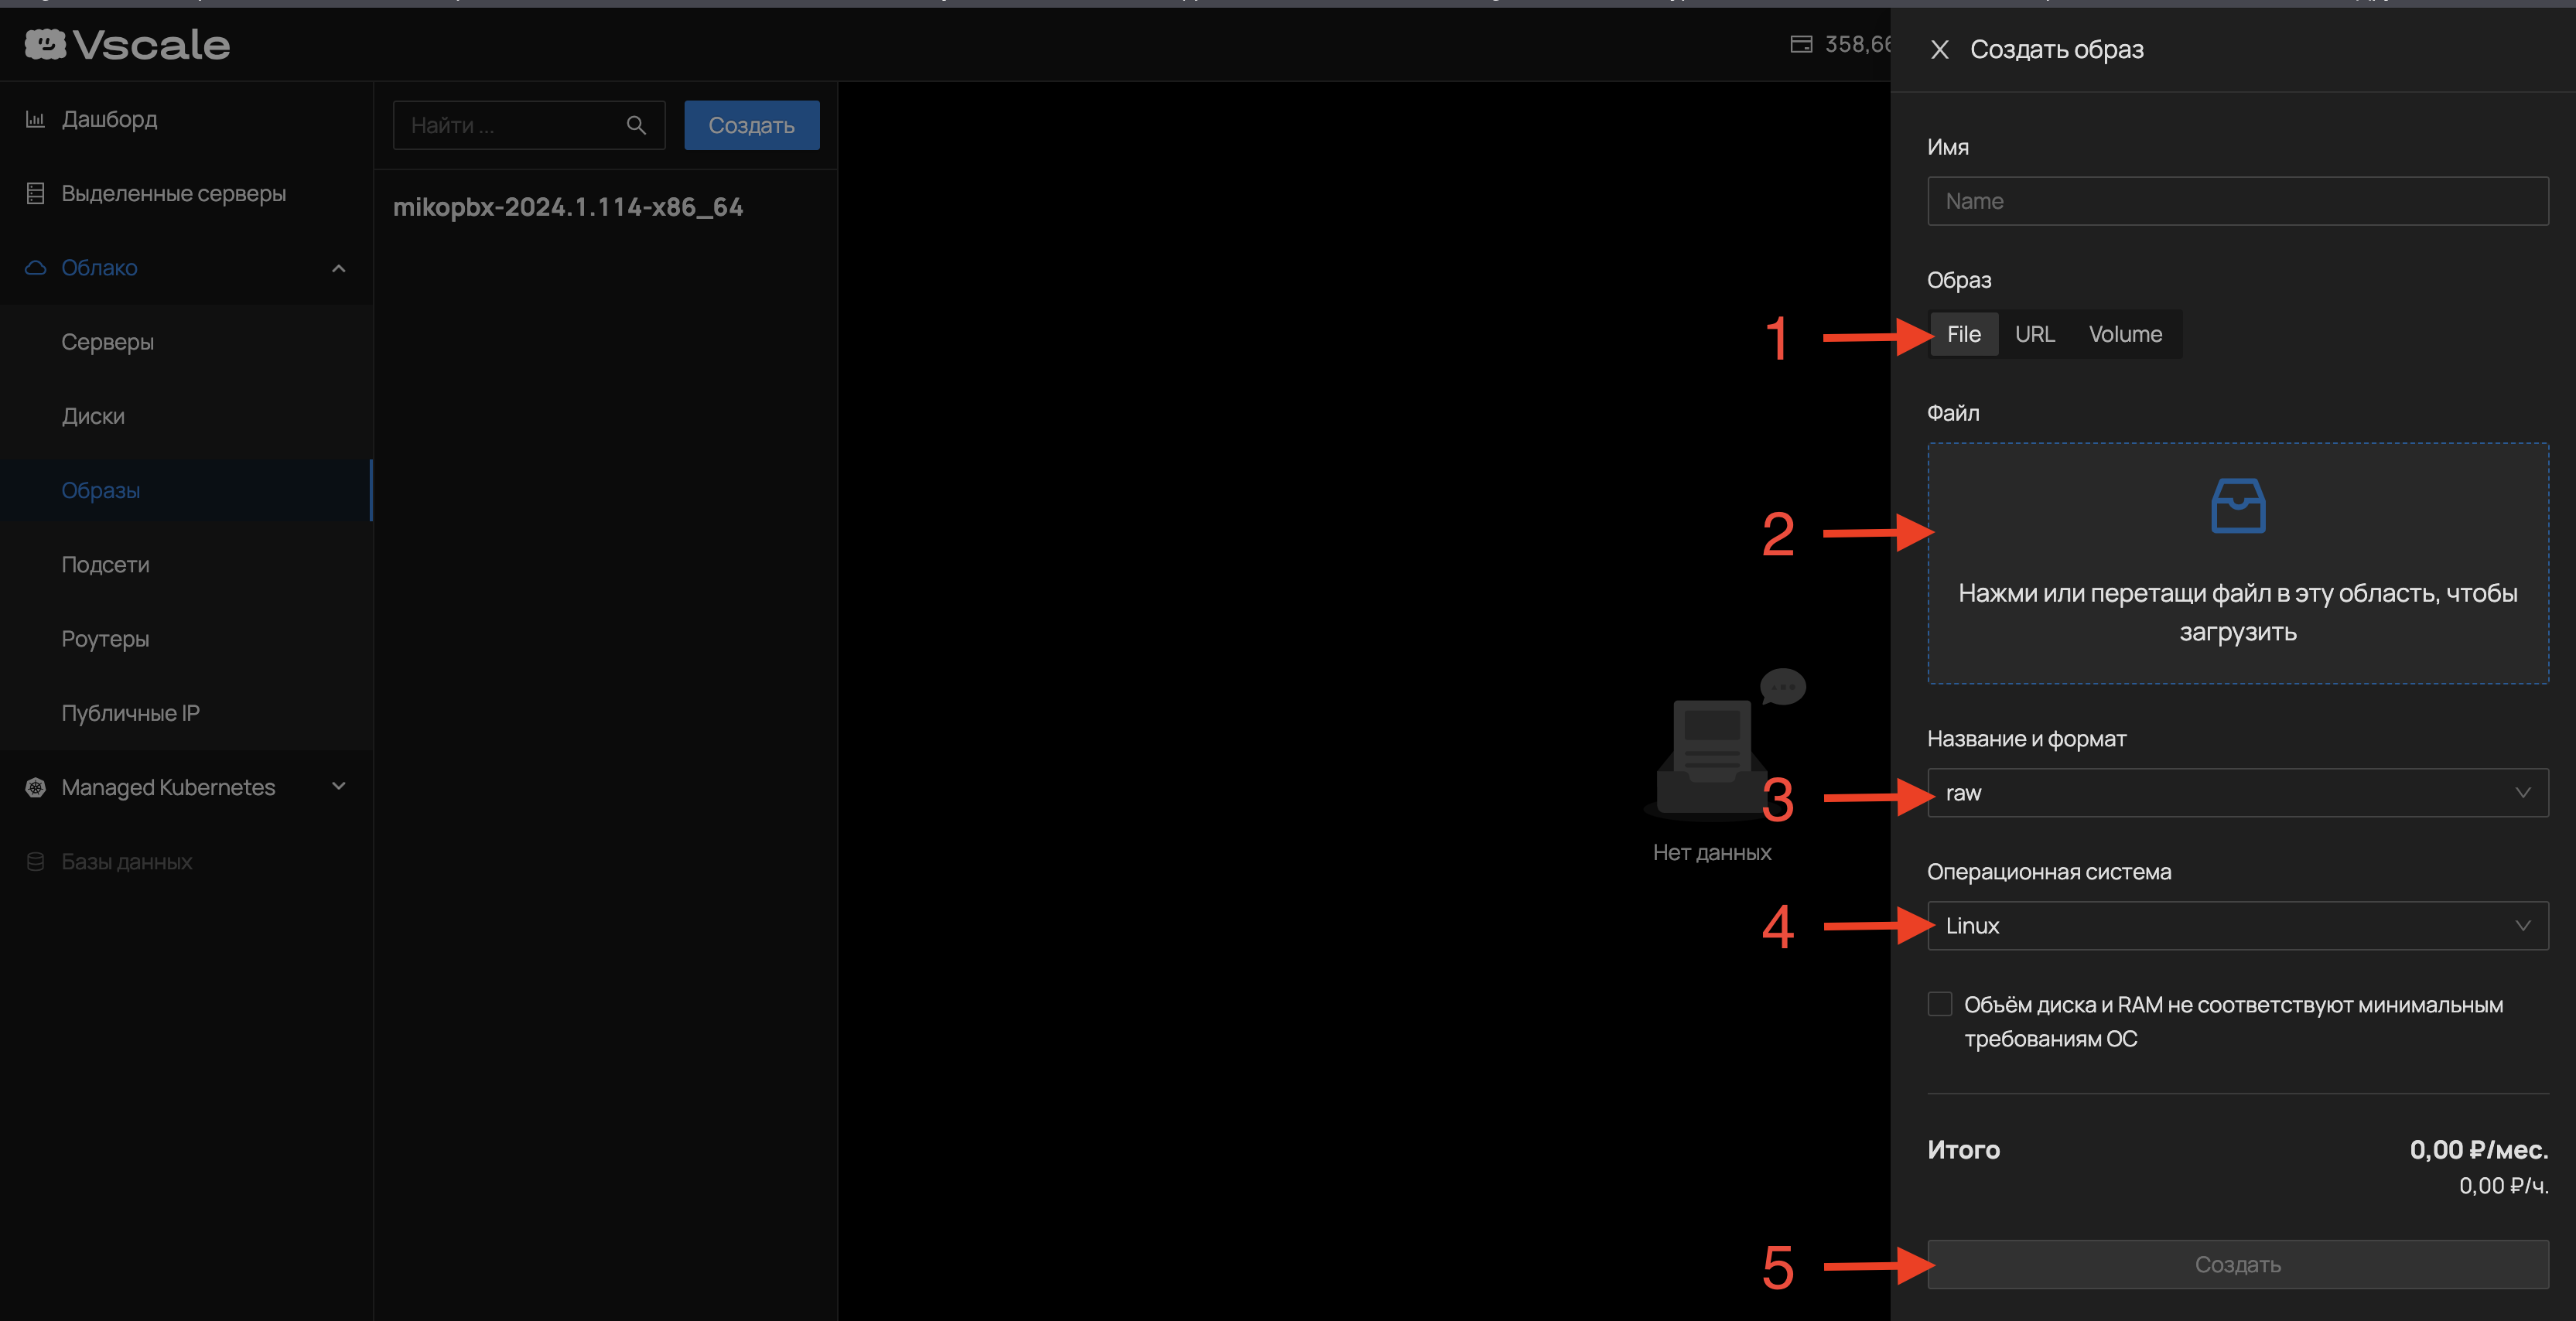 Vscale
358,66
Дашборд
Выделенные серверы
Облако
Серверы
Диски
Образы
Подсети
Роутеры
Публичные IP
Managed Kubernetes
Базы данных
Найти ...
Создать
mikopbx-2024.1.114-x86_64
Нет данных
Создать образ
Имя
Name
Образ
1
File URL Volume
Файл
2
Нажми или перетащи файл в эту область, чтобы
загрузить
Название и формат
3
raw
Операционная система
4
Linux
Объём диска и RAM не соответствуют минимальным
требованиям ОС
Итого 0,00 ₽/мес.
0,00 ₽/ч.
5
Создать